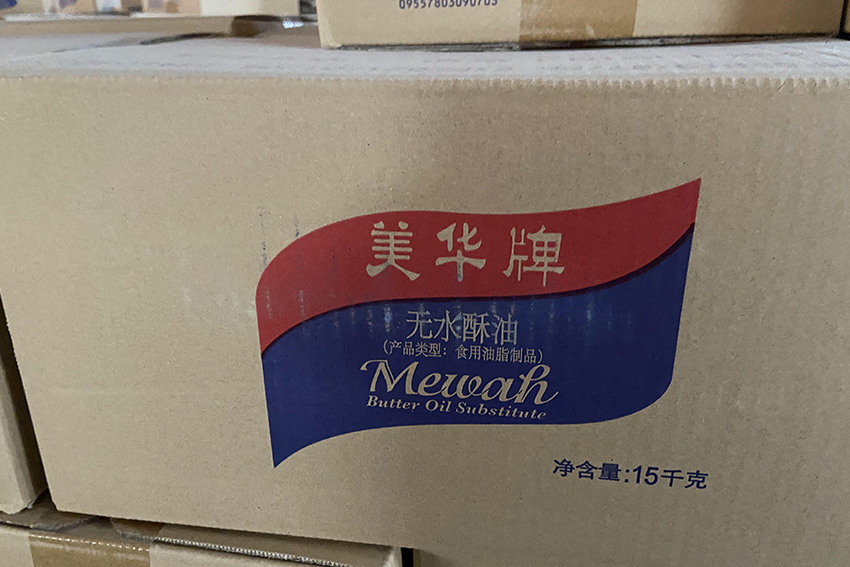 09557803090705
美华牌
无水酥油
(产品类型：食用油脂制品)
Mewah
Butter Oil Substitute
净含量:15千克